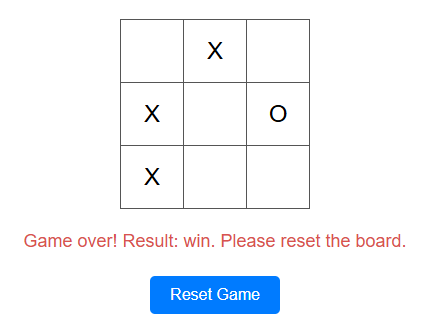 X
X O
X
Game over! Result: win. Please reset the board.
Reset Game